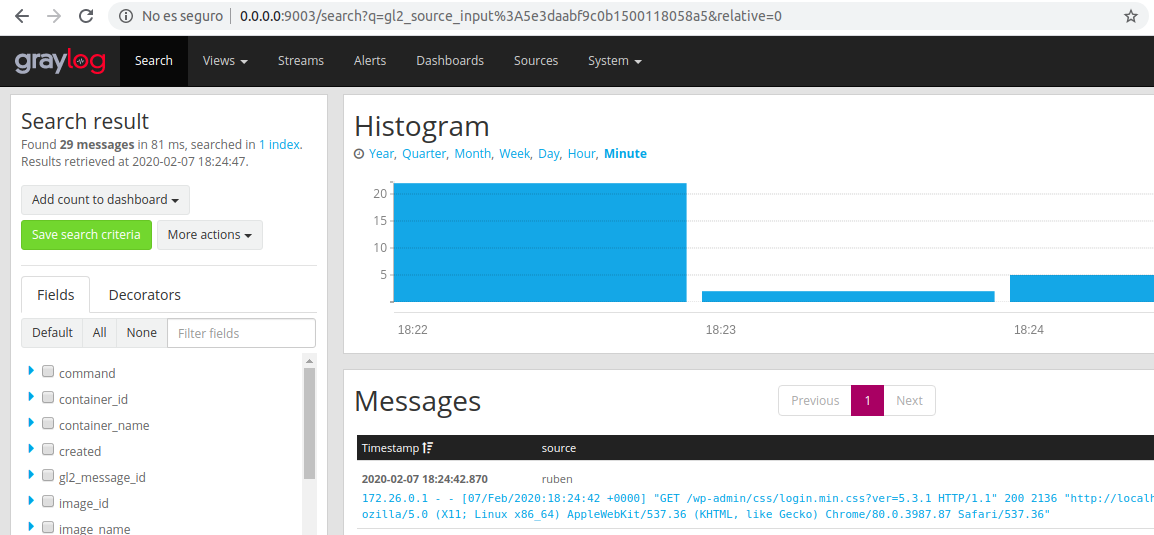 No es seguro 0.0.0.0:9003/search?q=gl2_source_input%3A5e3daabf9c0b1500118058a5&relative=0
graylog Search Views Streams Alerts Dashboards Sources System
Search result
Found 29 messages in 81 ms, searched in 1 index.
Results retrieved at 2020-02-07 18:24:47.
Add count to dashboard
Save search criteria More actions
Fields Decorators
Default All None Filter fields
command
container_id
container_name
created
gl2_message_id
image_id
image_name
Histogram
Year, Quarter, Month, Week, Day, Hour, Minute
20
15
10
5
18:22 18:23 18:24
Messages
Previous 1 Next
Timestamp source
2020-02-07 18:24:42.870 ruben
172.26.0.1 - - [07/Feb/2020:18:24:42 +0000] "GET /wp-admin/css/login.min.css?ver=5.3.1 HTTP/1.1" 200 2136 "http://localh
ozilla/5.0 (X11; Linux x86_64) AppleWebKit/537.36 (KHTML, like Gecko) Chrome/80.0.3987.87 Safari/537.36"